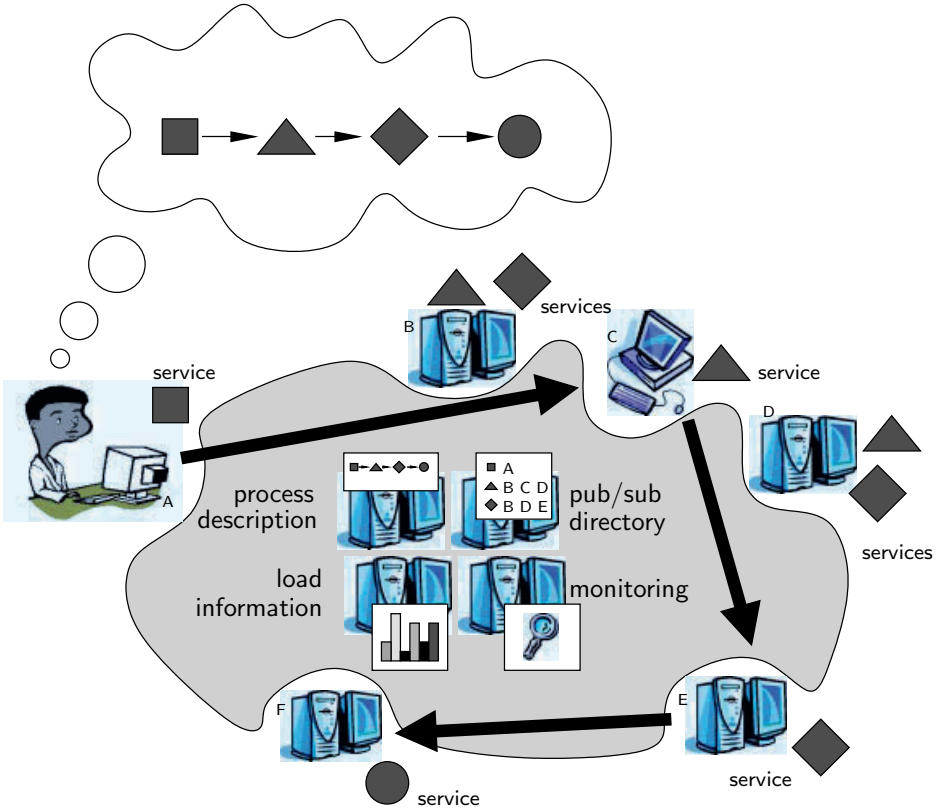 services
B
C
service
service
D
A
process
description
A
B C D
B D E
pub/sub
directory
services
load
information
monitoring
F
E
service
service